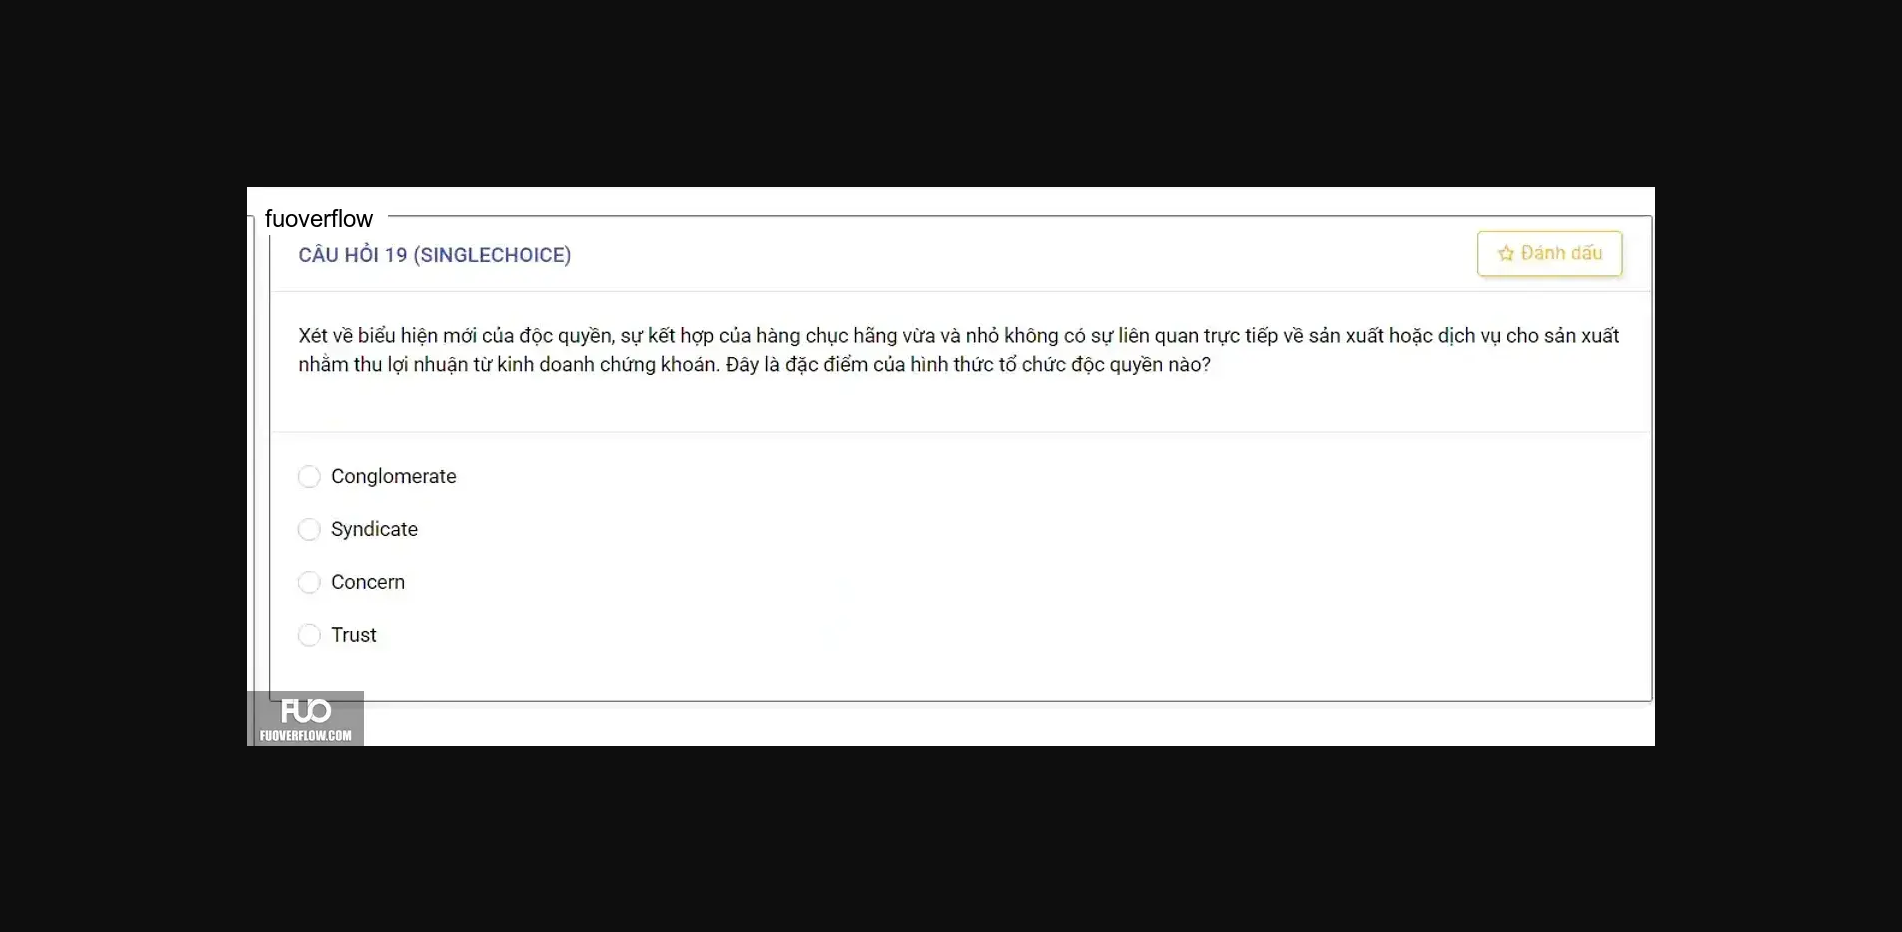 fuoverflow
CÂU HỎI 19 (SINGLECHOICE)
Đánh dấu
Xét về biểu hiện mới của độc quyền, sự kết hợp của hàng chục hãng vừa và nhỏ không có sự liên quan trực tiếp về sản xuất hoặc dịch vụ cho sản xuất
nhằm thu lợi nhuận từ kinh doanh chứng khoán. Đây là đặc điểm của hình thức tổ chức độc quyền nào?
Conglomerate
Syndicate
Concern
Trust
FUO
FUOVERFLOW.COM